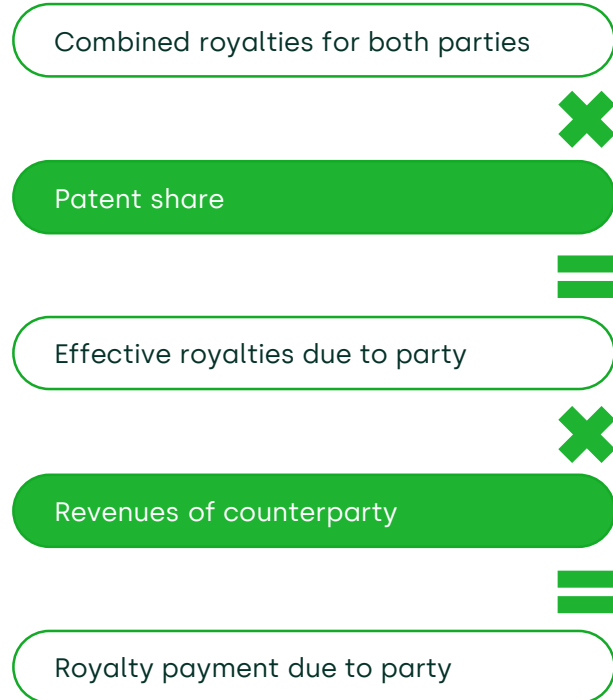 Combined royalties for both parties
Patent share
Effective royalties due to party
Revenues of counterparty
Royalty payment due to party